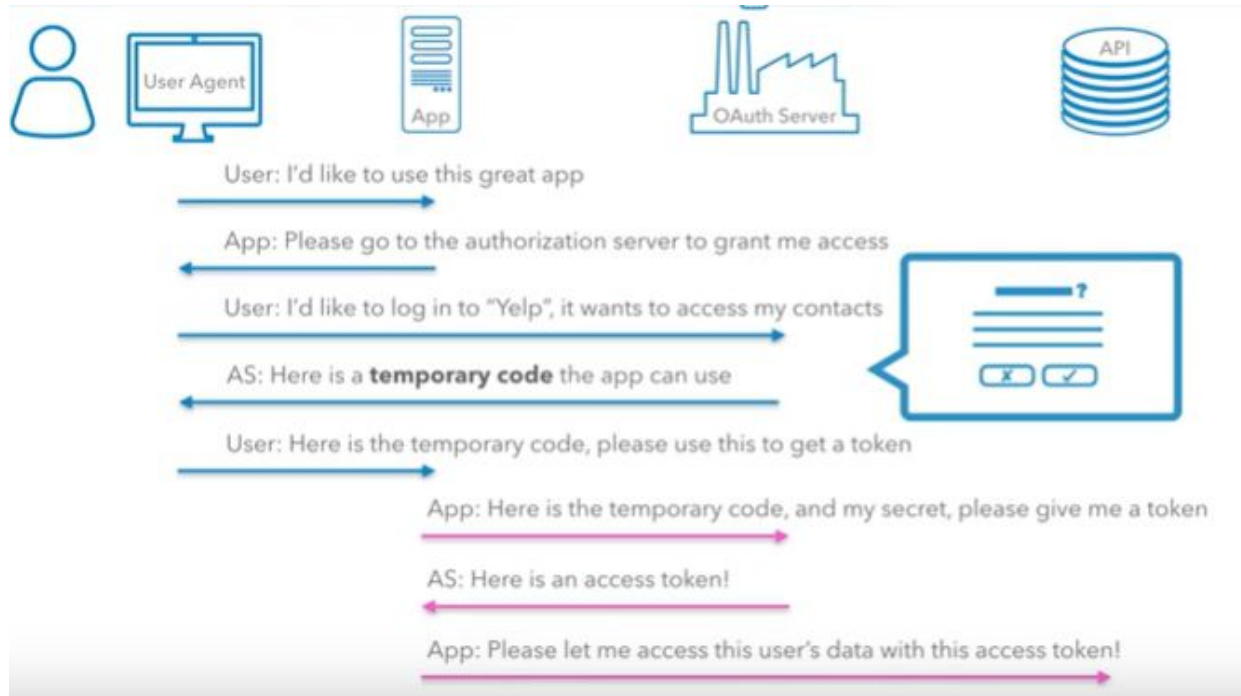 User Agent
App
OAuth Server
API
User: I'd like to use this great app
App: Please go to the authorization server to grant me access
User: I'd like to log in to "Yelp", it wants to access my contacts
?
AS: Here is a temporary code the app can use
✗ ✓
User: Here is the temporary code, please use this to get a token
App: Here is the temporary code, and my secret, please give me a token
AS: Here is an access token!
App: Please let me access this user's data with this access token!